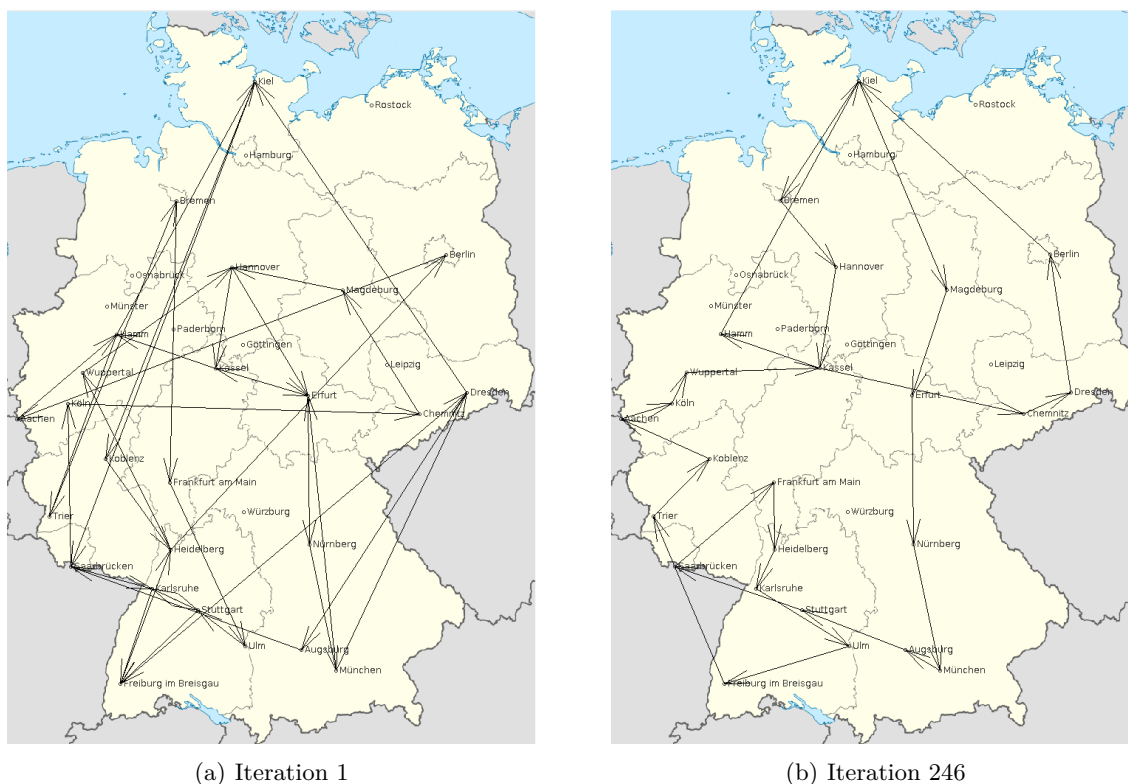 Kiel
Rostock
Hamburg
Bremen
Berlin
Hannover
Osnabrück
Magdeburg
Münster
Hamm
Paderborn
Göttingen
Leipzig
Kassel
Wuppertal
Dresden
Erfurt
Köln
Chemnitz
Aachen
Koblenz
Frankfurt am Main
Würzburg
Trier
Nürnberg
Heidelberg
Saarbrücken
Karlsruhe
Stuttgart
Ulm
Augsburg
München
Freiburg im Breisgau
(a) Iteration 1
Kiel
Rostock
Hamburg
Bremen
Berlin
Hannover
Osnabrück
Magdeburg
Münster
Hamm
Paderborn
Göttingen
Leipzig
Kassel
Wuppertal
Dresden
Erfurt
Köln
Chemnitz
Aachen
Koblenz
Frankfurt am Main
Würzburg
Trier
Nürnberg
Heidelberg
Saarbrücken
Karlsruhe
Stuttgart
Ulm
Augsburg
München
Freiburg im Breisgau
(b) Iteration 246